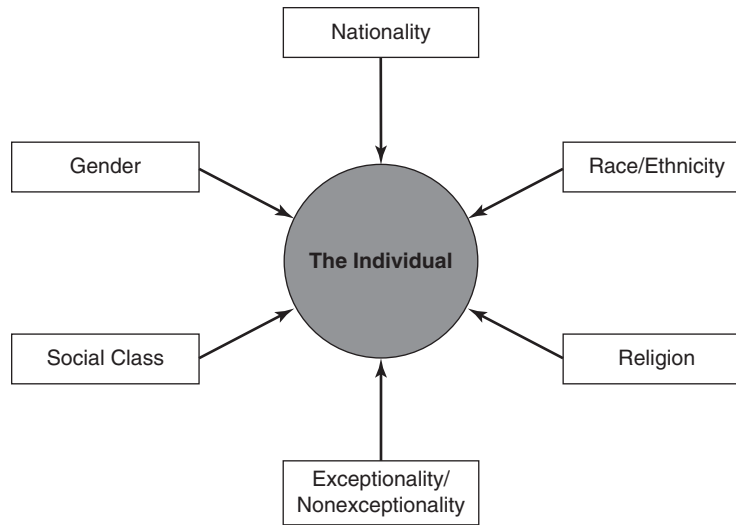 Nationality
Gender
Race/Ethnicity
The Individual
Social Class
Religion
Exceptionality/
Nonexceptionality